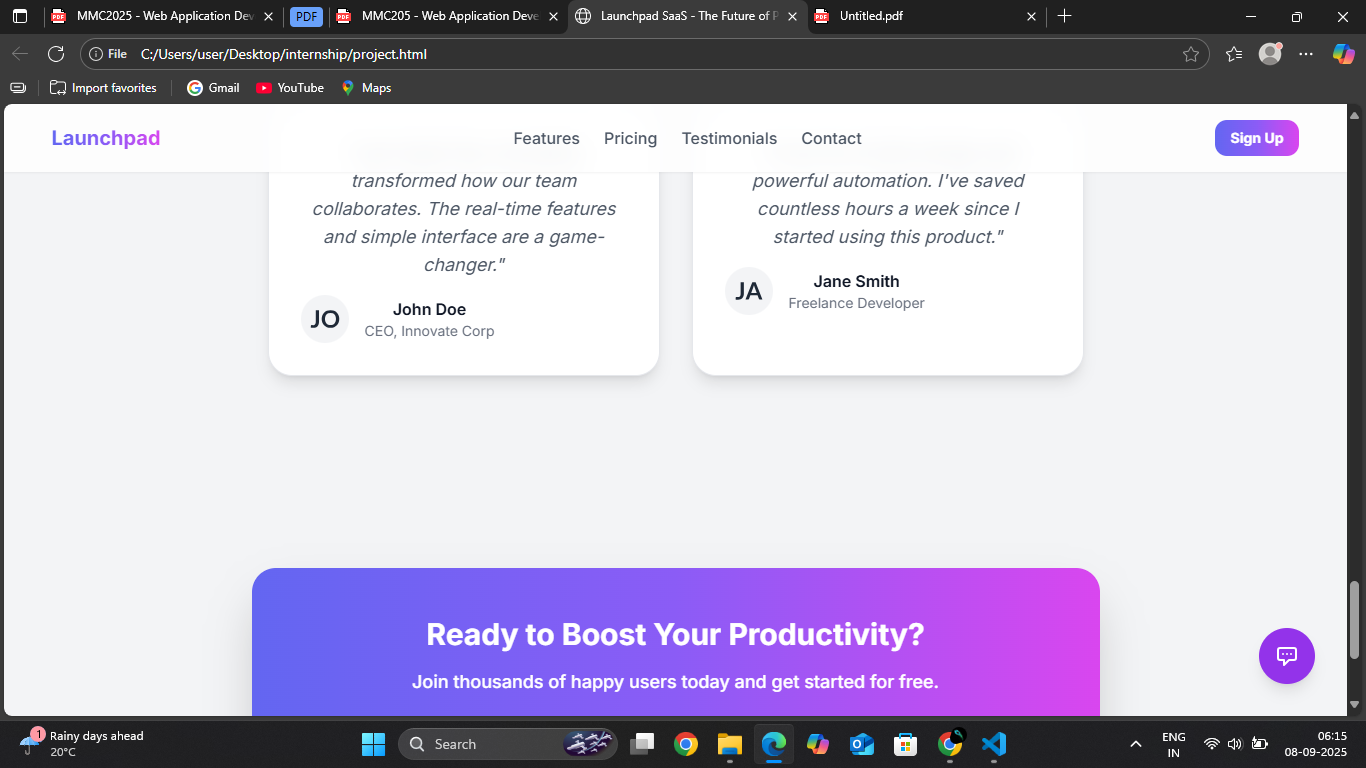 MMC2025 - Web Application Dev
PDF
MMC205 - Web Application Deve
Launchpad SaaS - The Future of P
Untitled.pdf
File
C:/Users/user/Desktop/internship/project.html
Import favorites
Gmail
YouTube
Maps
Launchpad
Features
Pricing
Testimonials
Contact
Sign Up
transformed how our team
collaborates. The real-time features
and simple interface are a game-
changer."
JO
John Doe
CEO, Innovate Corp
powerful automation. I've saved
countless hours a week since I
started using this product."
JA
Jane Smith
Freelance Developer
Ready to Boost Your Productivity?
Join thousands of happy users today and get started for free.
1
Rainy days ahead
20°C
Search
ENG
IN
06:15
08-09-2025